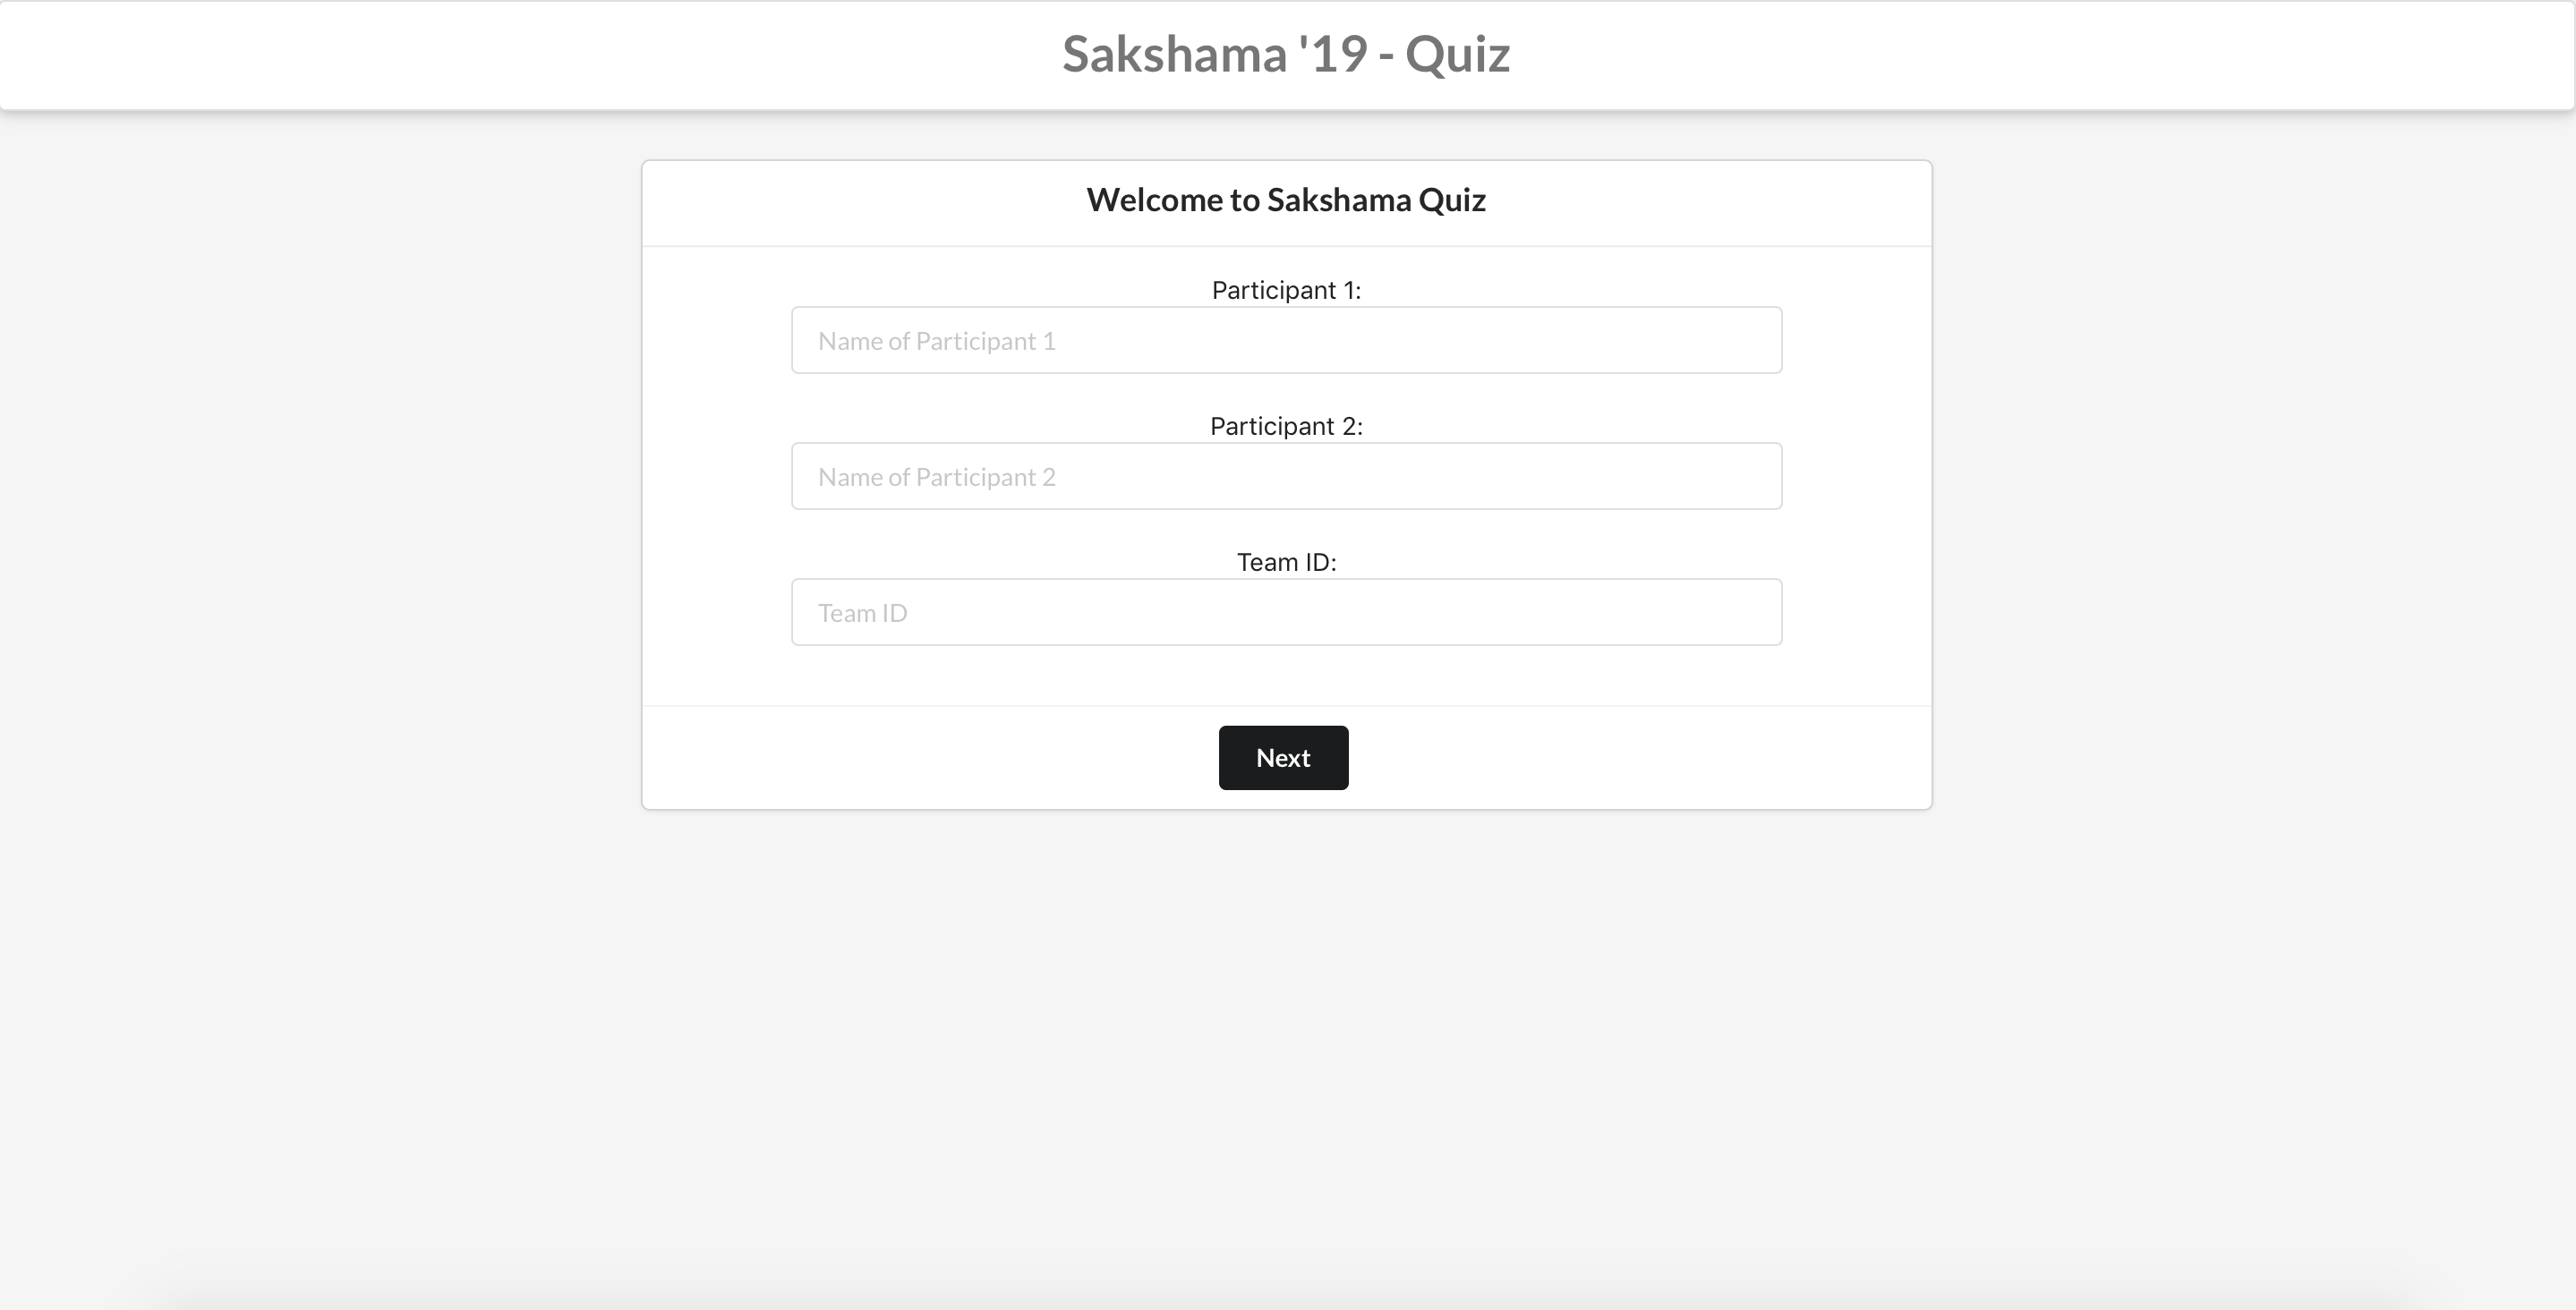 Sakshama '19 - Quiz
Welcome to Sakshama Quiz
Participant 1:
Name of Participant 1
Participant 2:
Name of Participant 2
Team ID:
Team ID
Next